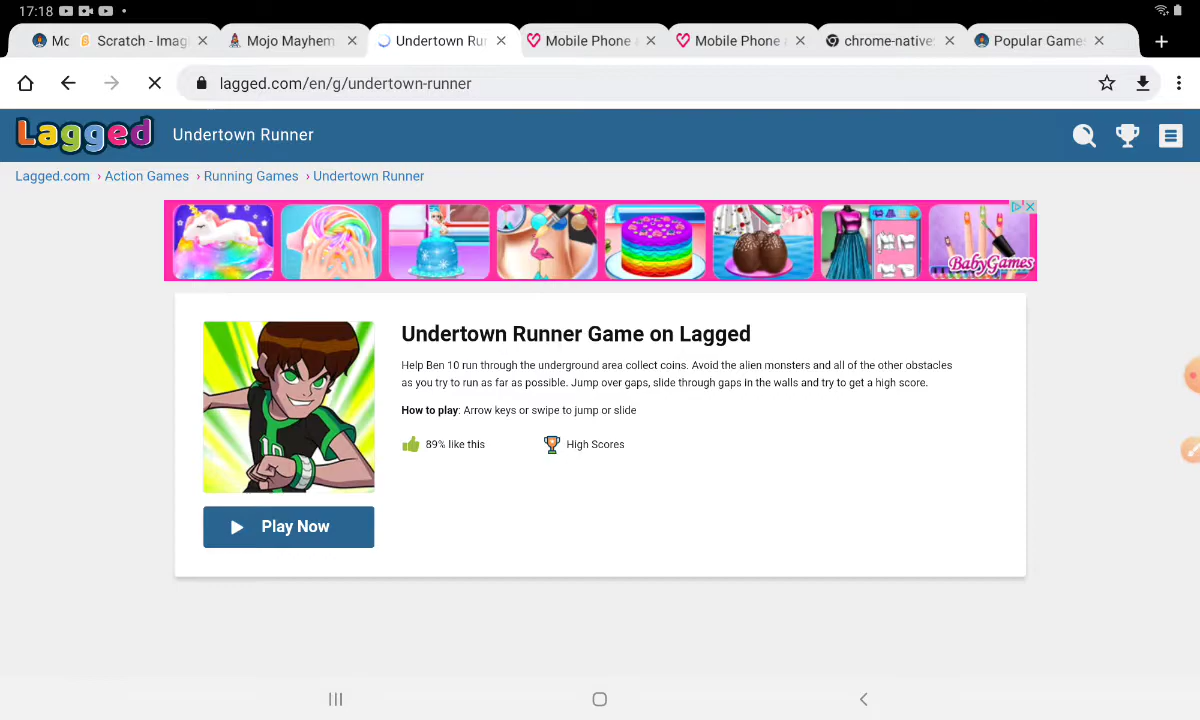 17:18
Mc
Scratch - Imag
Mojo Mayhem
Undertown Rur
Mobile Phone a
Mobile Phone a
chrome-native:
Popular Games
lagged.com/en/g/undertown-runner
Lagged
Undertown Runner
Lagged.com › Action Games › Running Games › Undertown Runner
BabyGames
Undertown Runner Game on Lagged
Help Ben 10 run through the underground area collect coins. Avoid the alien monsters and all of the other obstacles
as you try to run as far as possible. Jump over gaps, slide through gaps in the walls and try to get a high score.
How to play: Arrow keys or swipe to jump or slide
89% like this
High Scores
10
Play Now